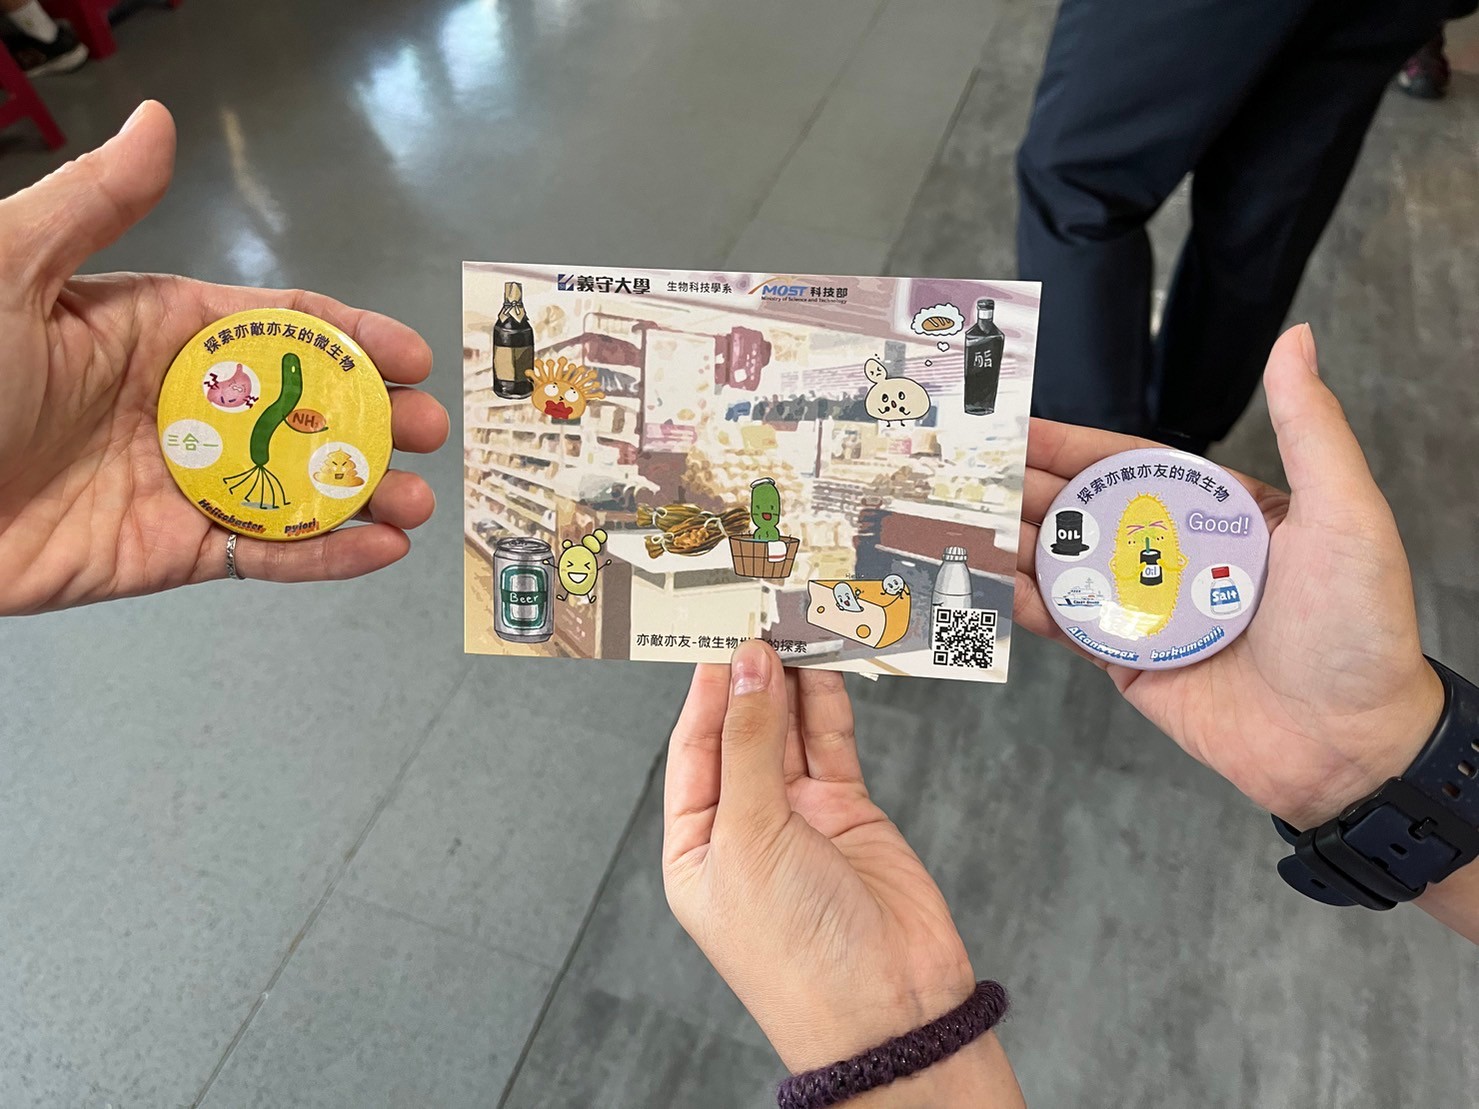 探索亦敵亦友的微生物
NH₃
三合一
Helicobacter pylori
義守大學 生物科技學系 MOST 科技部
Ministry of Science and Technology
醋
Beer
亦敵亦友-微生物世 的探索
探索亦敵亦友的微生物
Good!
OIL
Oil
Salt
Alcanivorax borkumensis